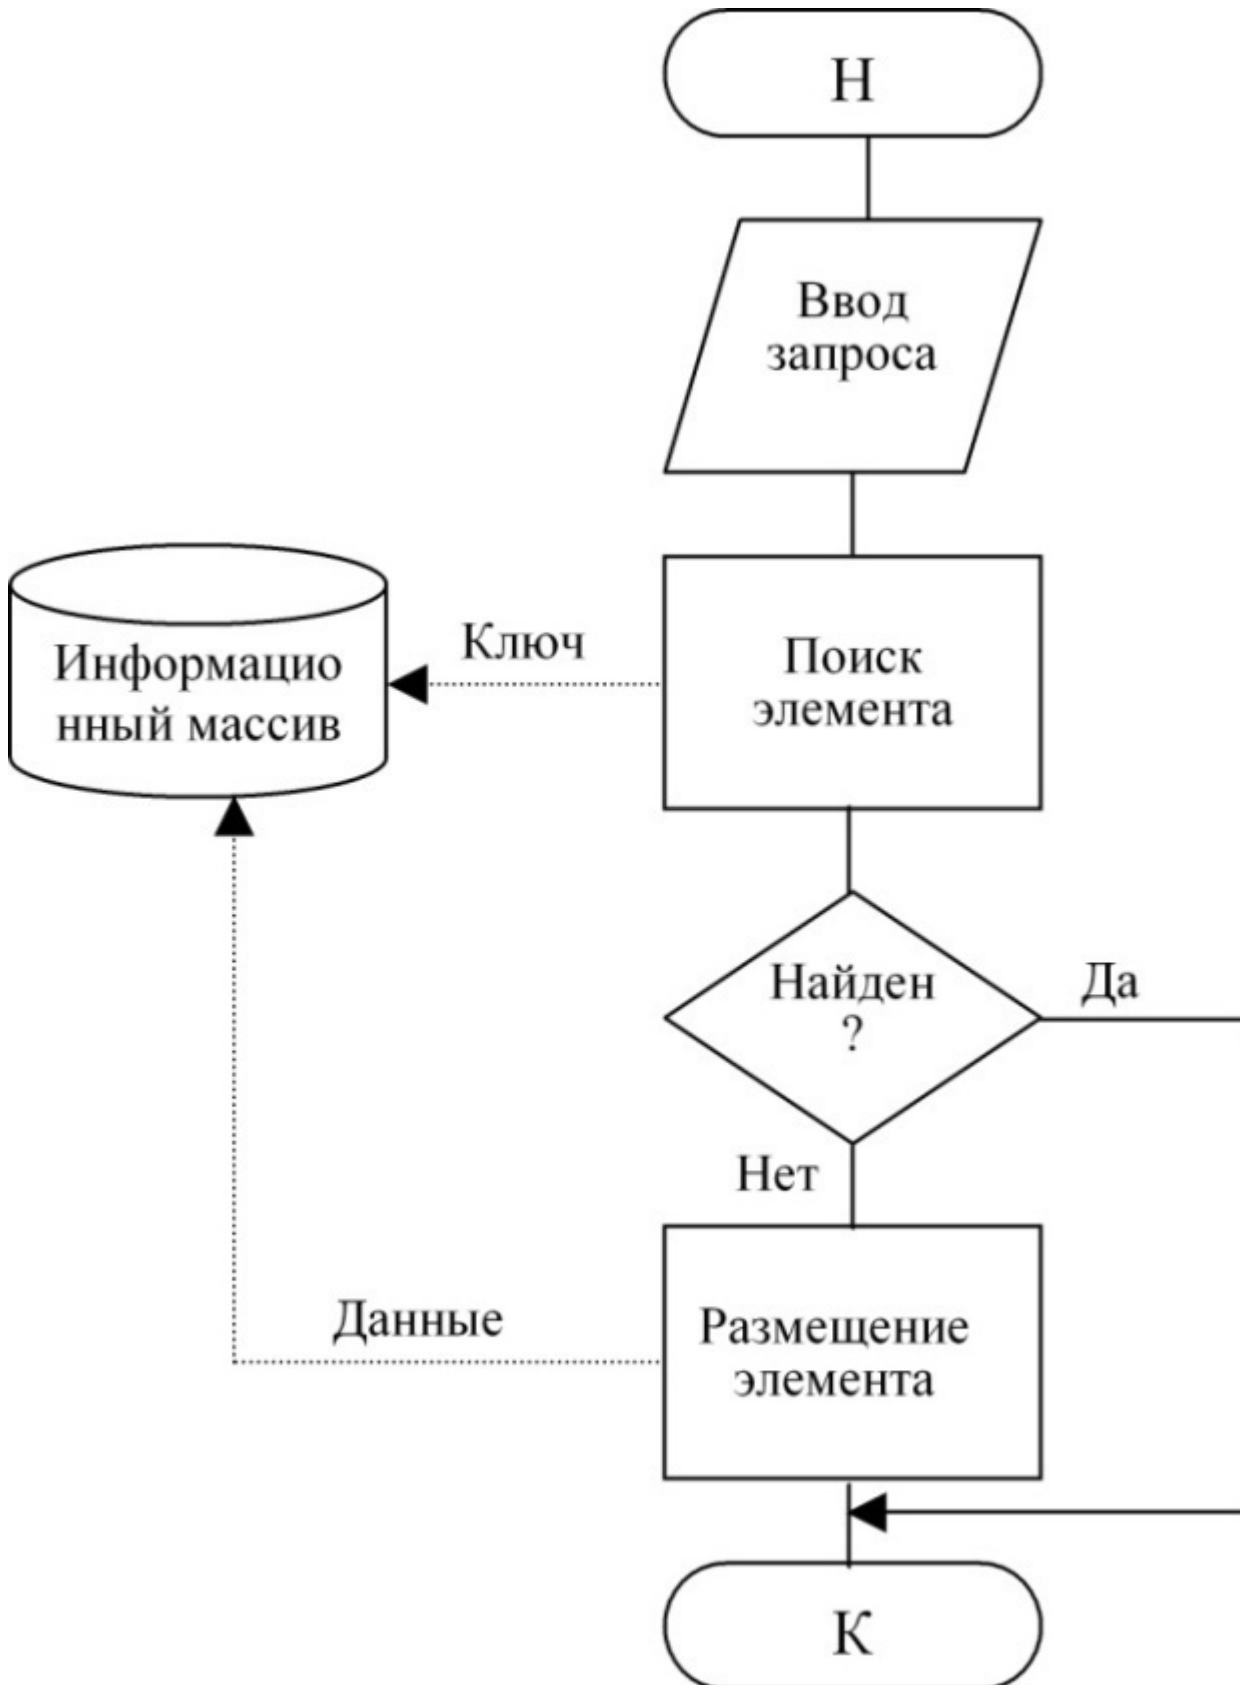 Н
Ввод
запроса
Информацио
нный массив
Ключ
Поиск
элемента
Найден
?
Да
Нет
Данные
Размещение
элемента
К